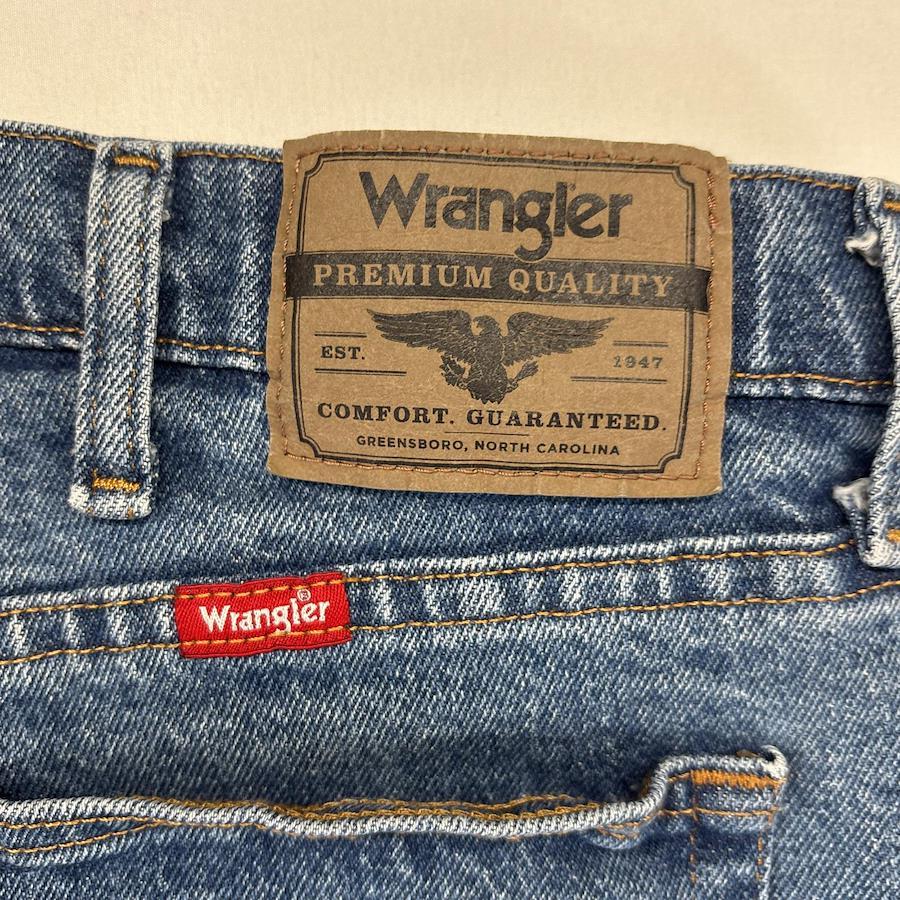 Wrangler
PREMIUM QUALITY
EST. 1947
COMFORT. GUARANTEED.
GREENSBORO, NORTH CAROLINA
Wrangler®